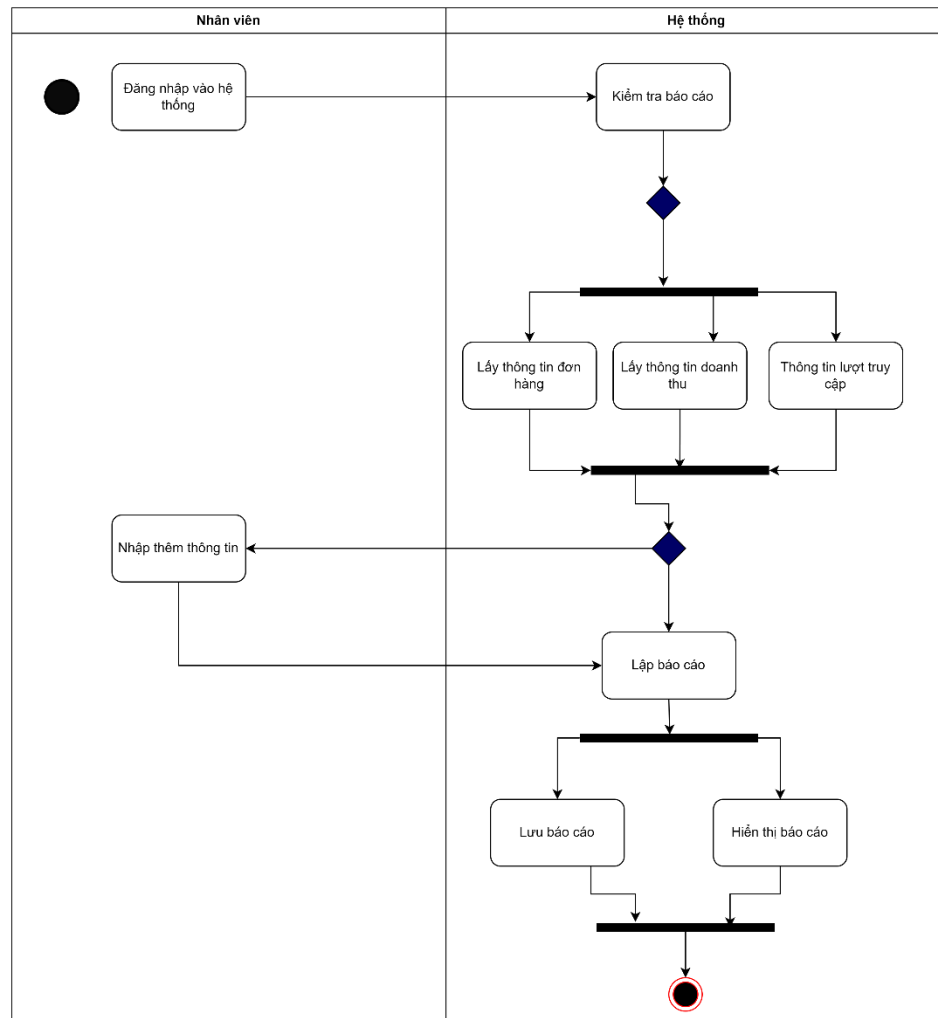 Nhân viên
Hệ thống
Đăng nhập vào hệ
thống
Kiểm tra báo cáo
Lấy thông tin đơn
hàng
Lấy thông tin doanh
thu
Thông tin lượt truy
cập
Nhập thêm thông tin
Lập báo cáo
Lưu báo cáo
Hiển thị báo cáo